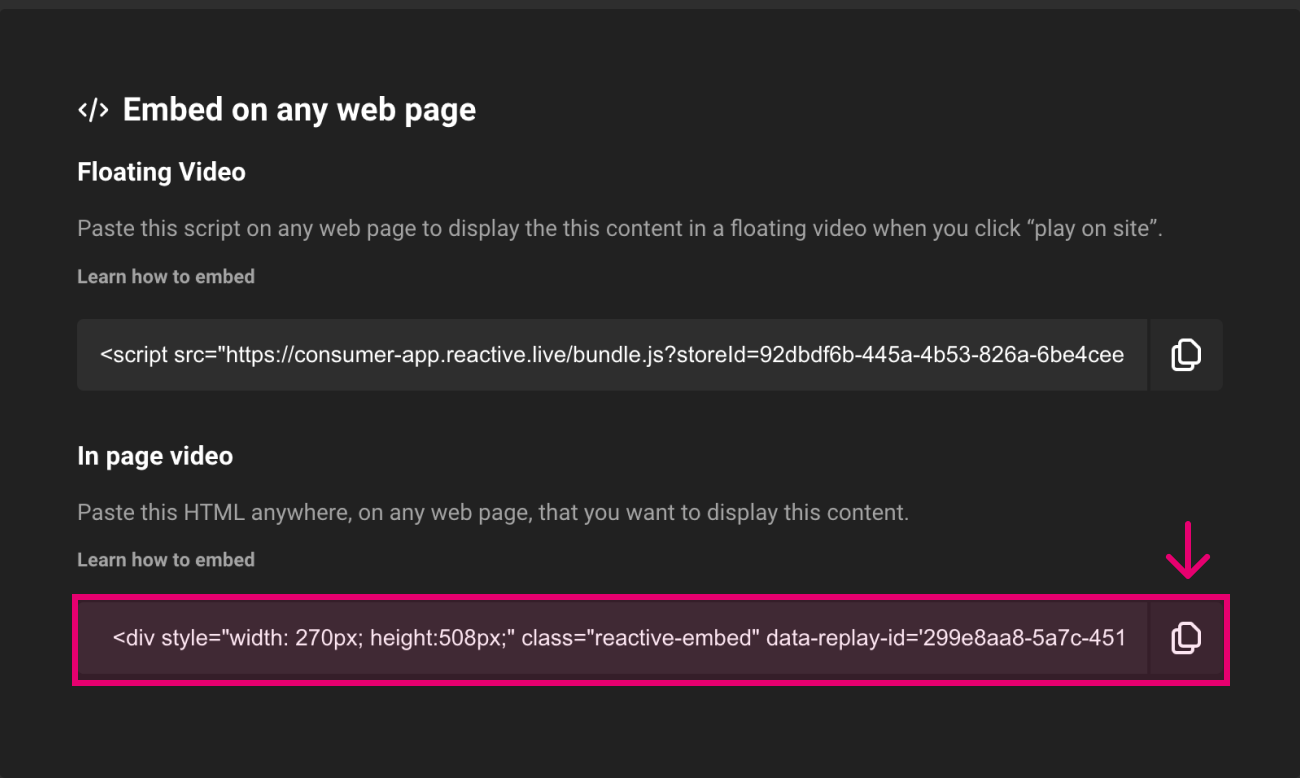 </> Embed on any web page
Floating Video
Paste this script on any web page to display the this content in a floating video when you click “play on site”.
Learn how to embed
<script src="https://consumer-app.reactive.live/bundle.js?storeId=92dbdf6b-445a-4b53-826a-6be4cee
In page video
Paste this HTML anywhere, on any web page, that you want to display this content.
Learn how to embed
<div style="width: 270px; height:508px;" class="reactive-embed" data-replay-id='299e8aa8-5a7c-451